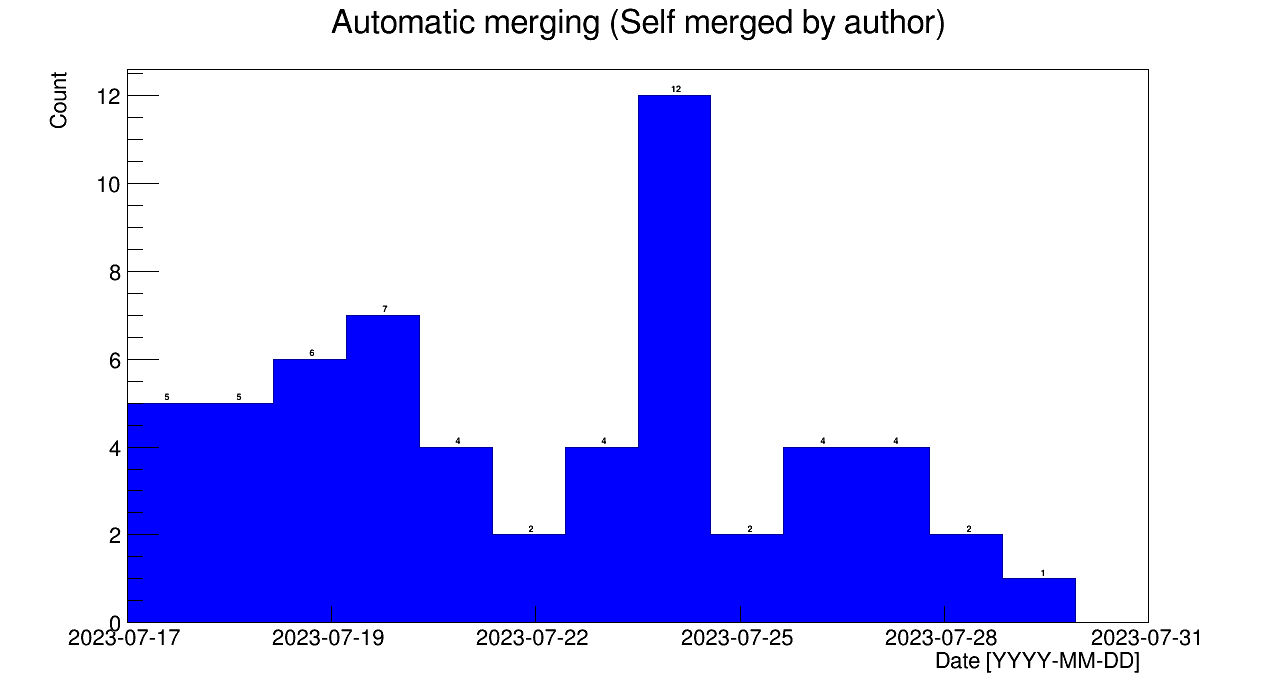 Automatic merging (Self merged by author)
Count
12
10
8
6
4
2
0
12
7
6
5 5
4 4 4 4
2 2 2
1
2023-07-17 2023-07-19 2023-07-22 2023-07-25 2023-07-28 2023-07-31
Date [YYYY-MM-DD]